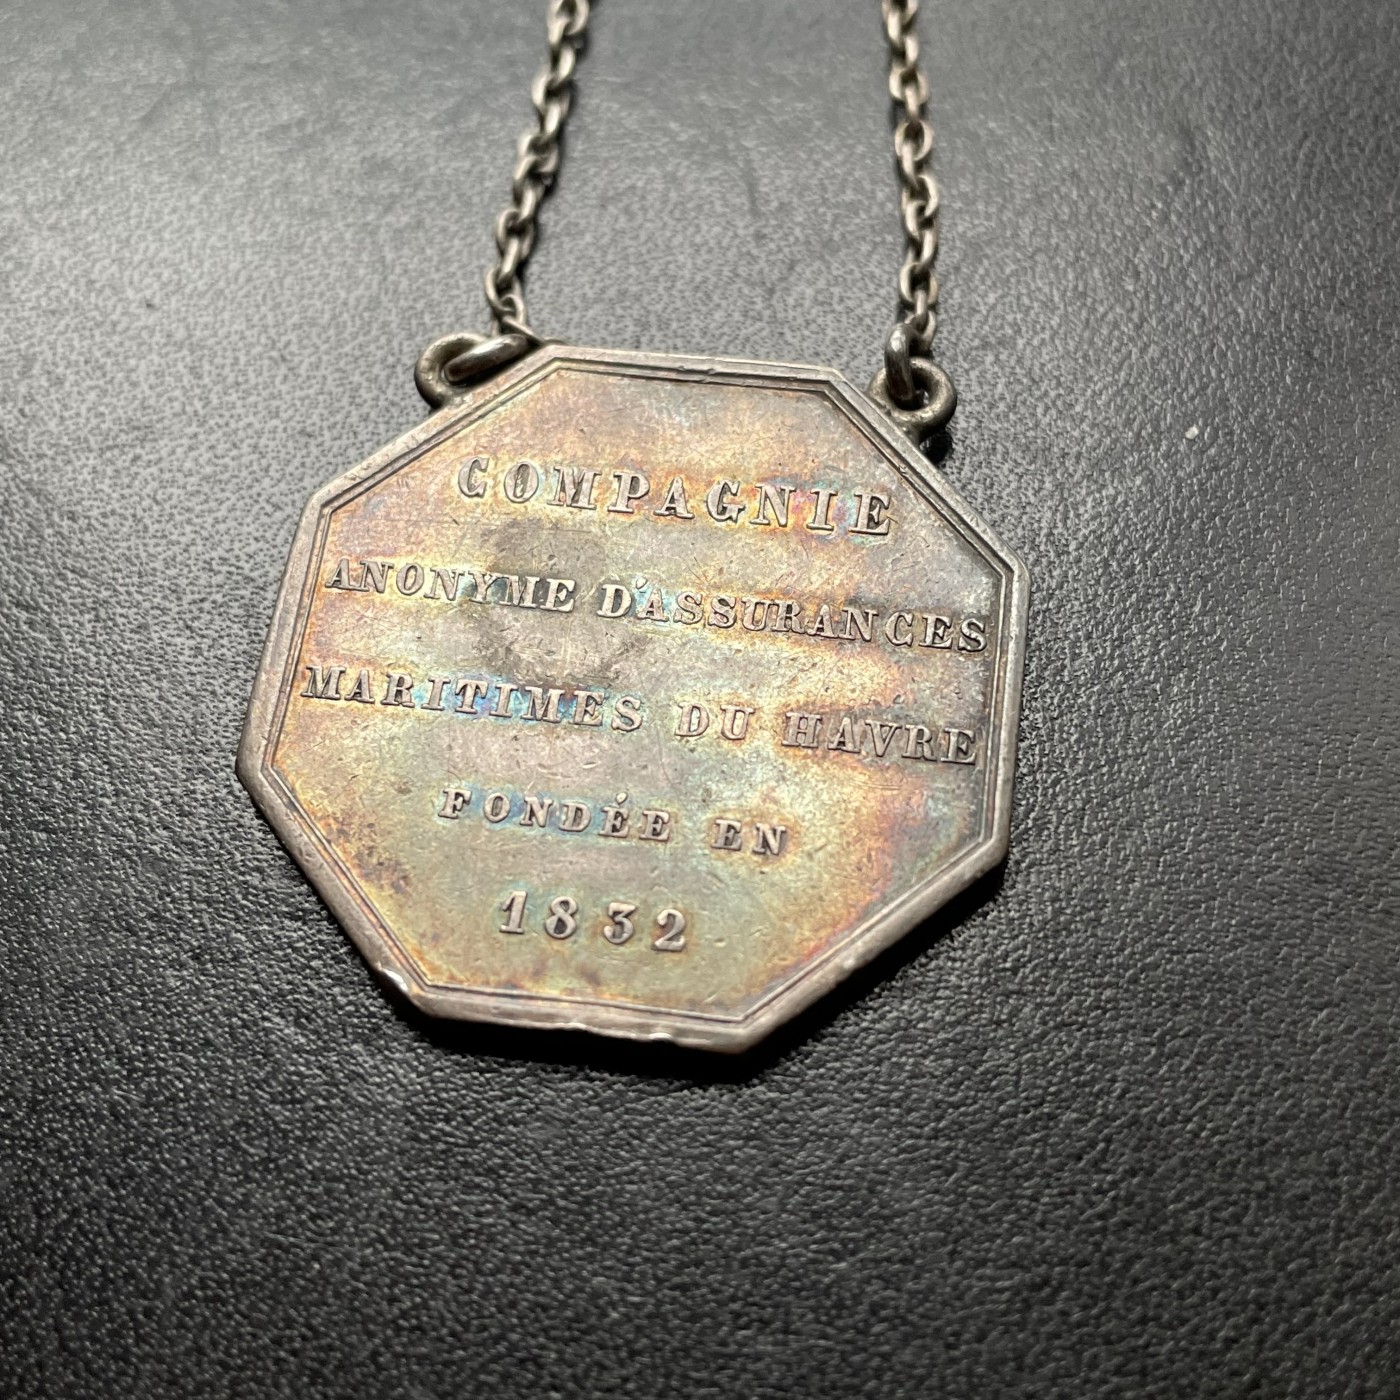 COMPAGNIE
ANONYME D'ASSURANCES
MARITIMES DU HAVRE
FONDÉE EN
1832